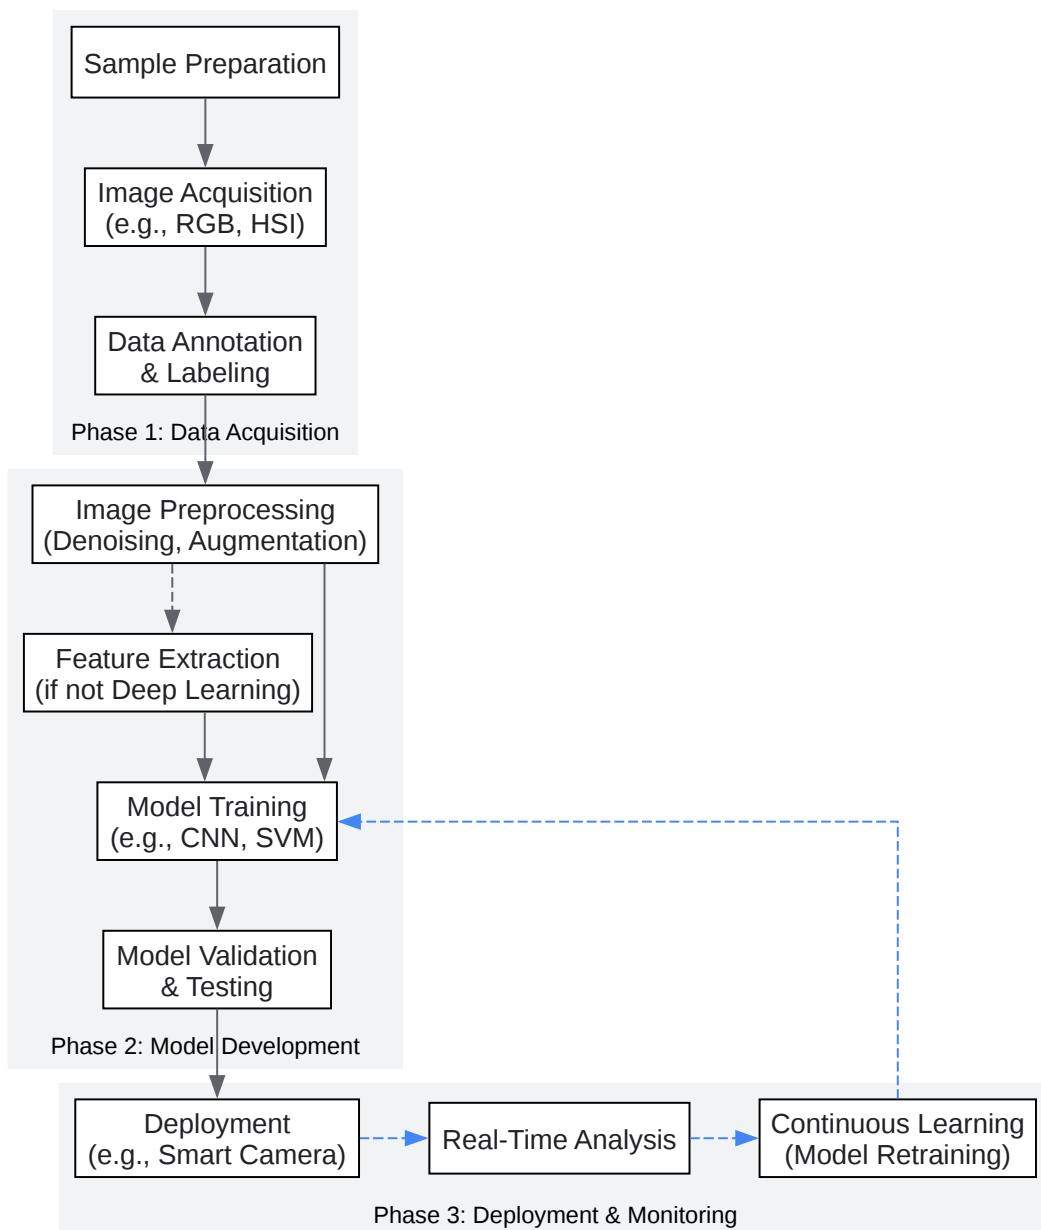 Sample Preparation
Image Acquisition
(e.g., RGB, HSI)
Data Annotation
& Labeling
Phase 1: Data Acquisition
Image Preprocessing
(Denoising, Augmentation)
Feature Extraction
(if not Deep Learning)
Model Training
(e.g., CNN, SVM)
Model Validation
& Testing
Phase 2: Model Development
Deployment
(e.g., Smart Camera)
Real-Time Analysis
Continuous Learning
(Model Retraining)
Phase 3: Deployment & Monitoring